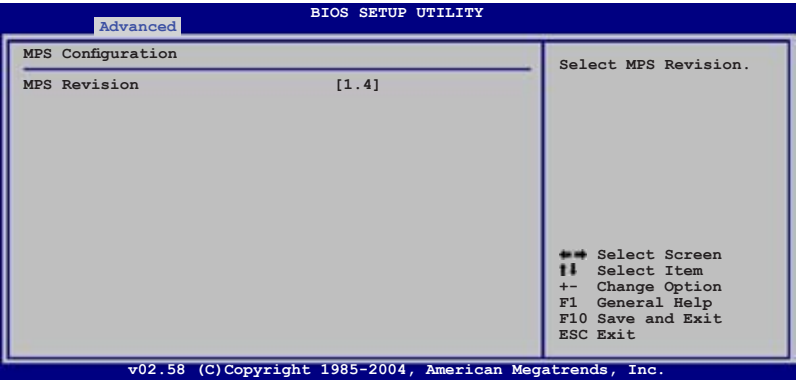 BIOS SETUP UTILITY
Advanced
MPS Configuration
MPS Revision [1.4]
Select MPS Revision.
Select Screen
Select Item
+- Change Option
F1 General Help
F10 Save and Exit
ESC Exit
v02.58 (C)Copyright 1985-2004, American Megatrends, Inc.